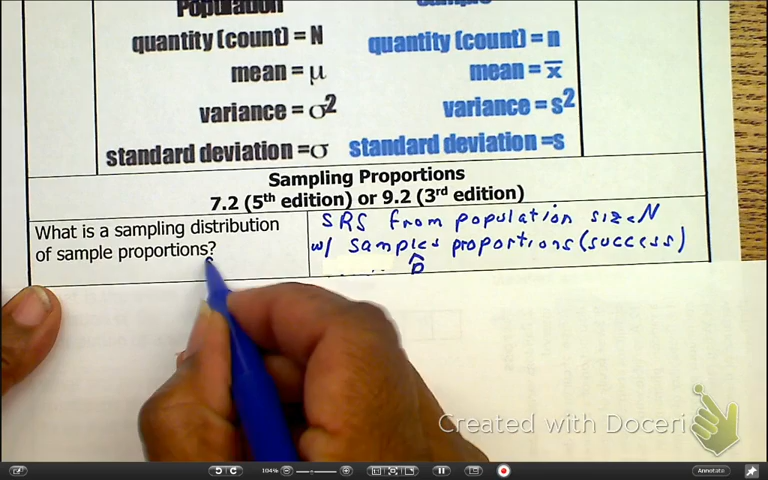 Population
Sample
quantity (count) = N
quantity (count) = n
mean = μ
mean = x̅
variance = σ²
variance = s²
standard deviation =σ
standard deviation =s
Sampling Proportions
7.2 (5th edition) or 9.2 (3rd edition)
What is a sampling distribution
of sample proportions?
SRS from population size N
w/ samples proportions (success)
p̂
Created with Doceri
104%
Annotate